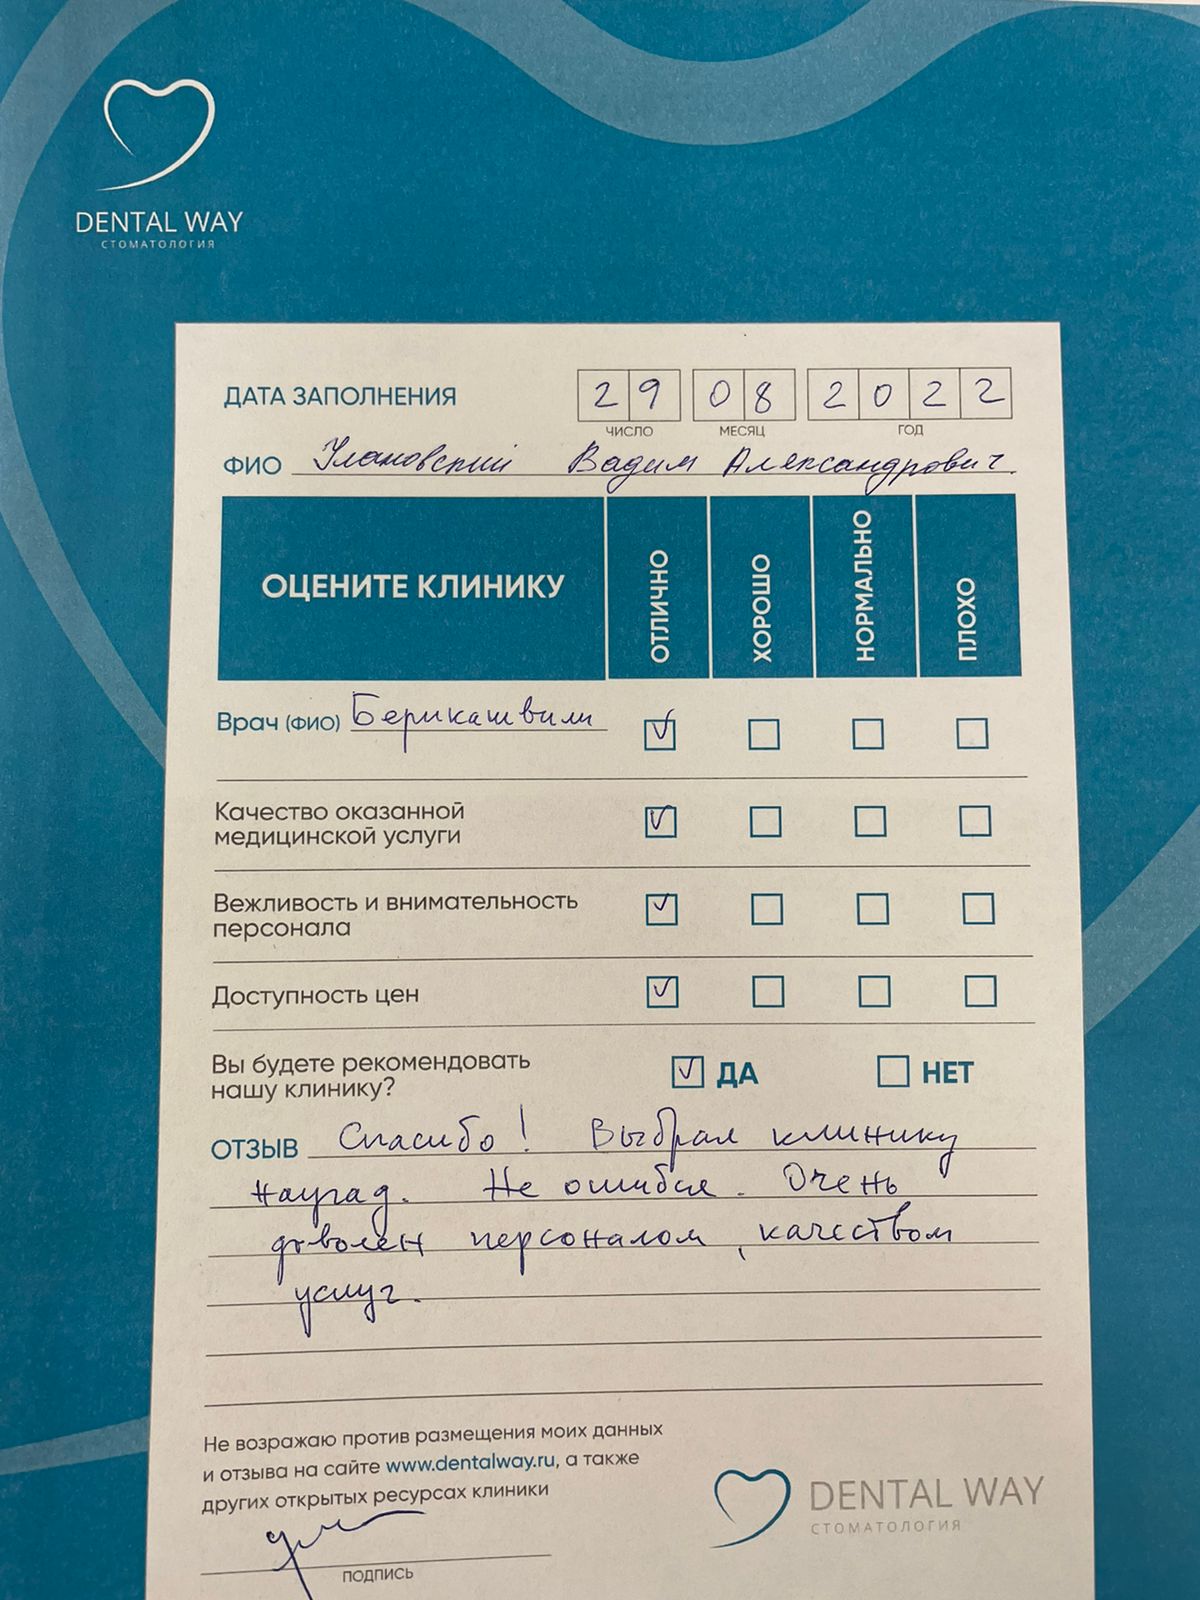 DENTAL WAY
СТОМАТОЛОГИЯ
ДАТА ЗАПОЛНЕНИЯ 29 08 2022
ЧИСЛО МЕСЯЦ ГОД
ФИО Улановский Вадим Александрович
ОЦЕНИТЕ КЛИНИКУ ОТЛИЧНО ХОРОШО НОРМАЛЬНО ПЛОХО
Врач (ФИО) Берикашвили
Качество оказанной
медицинской услуги
Вежливость и внимательность
персонала
Доступность цен
Вы будете рекомендовать
нашу клинику?
ДА НЕТ
ОТЗЫВ Спасибо! Выбрал клинику
наугад. Не ошибся. Очень
доволен персоналом, качеством
услуг.
Не возражаю против размещения моих данных
и отзыва на сайте www.dentalway.ru, а также
других открытых ресурсах клиники
ПОДПИСЬ
DENTAL WAY
СТОМАТОЛОГИЯ